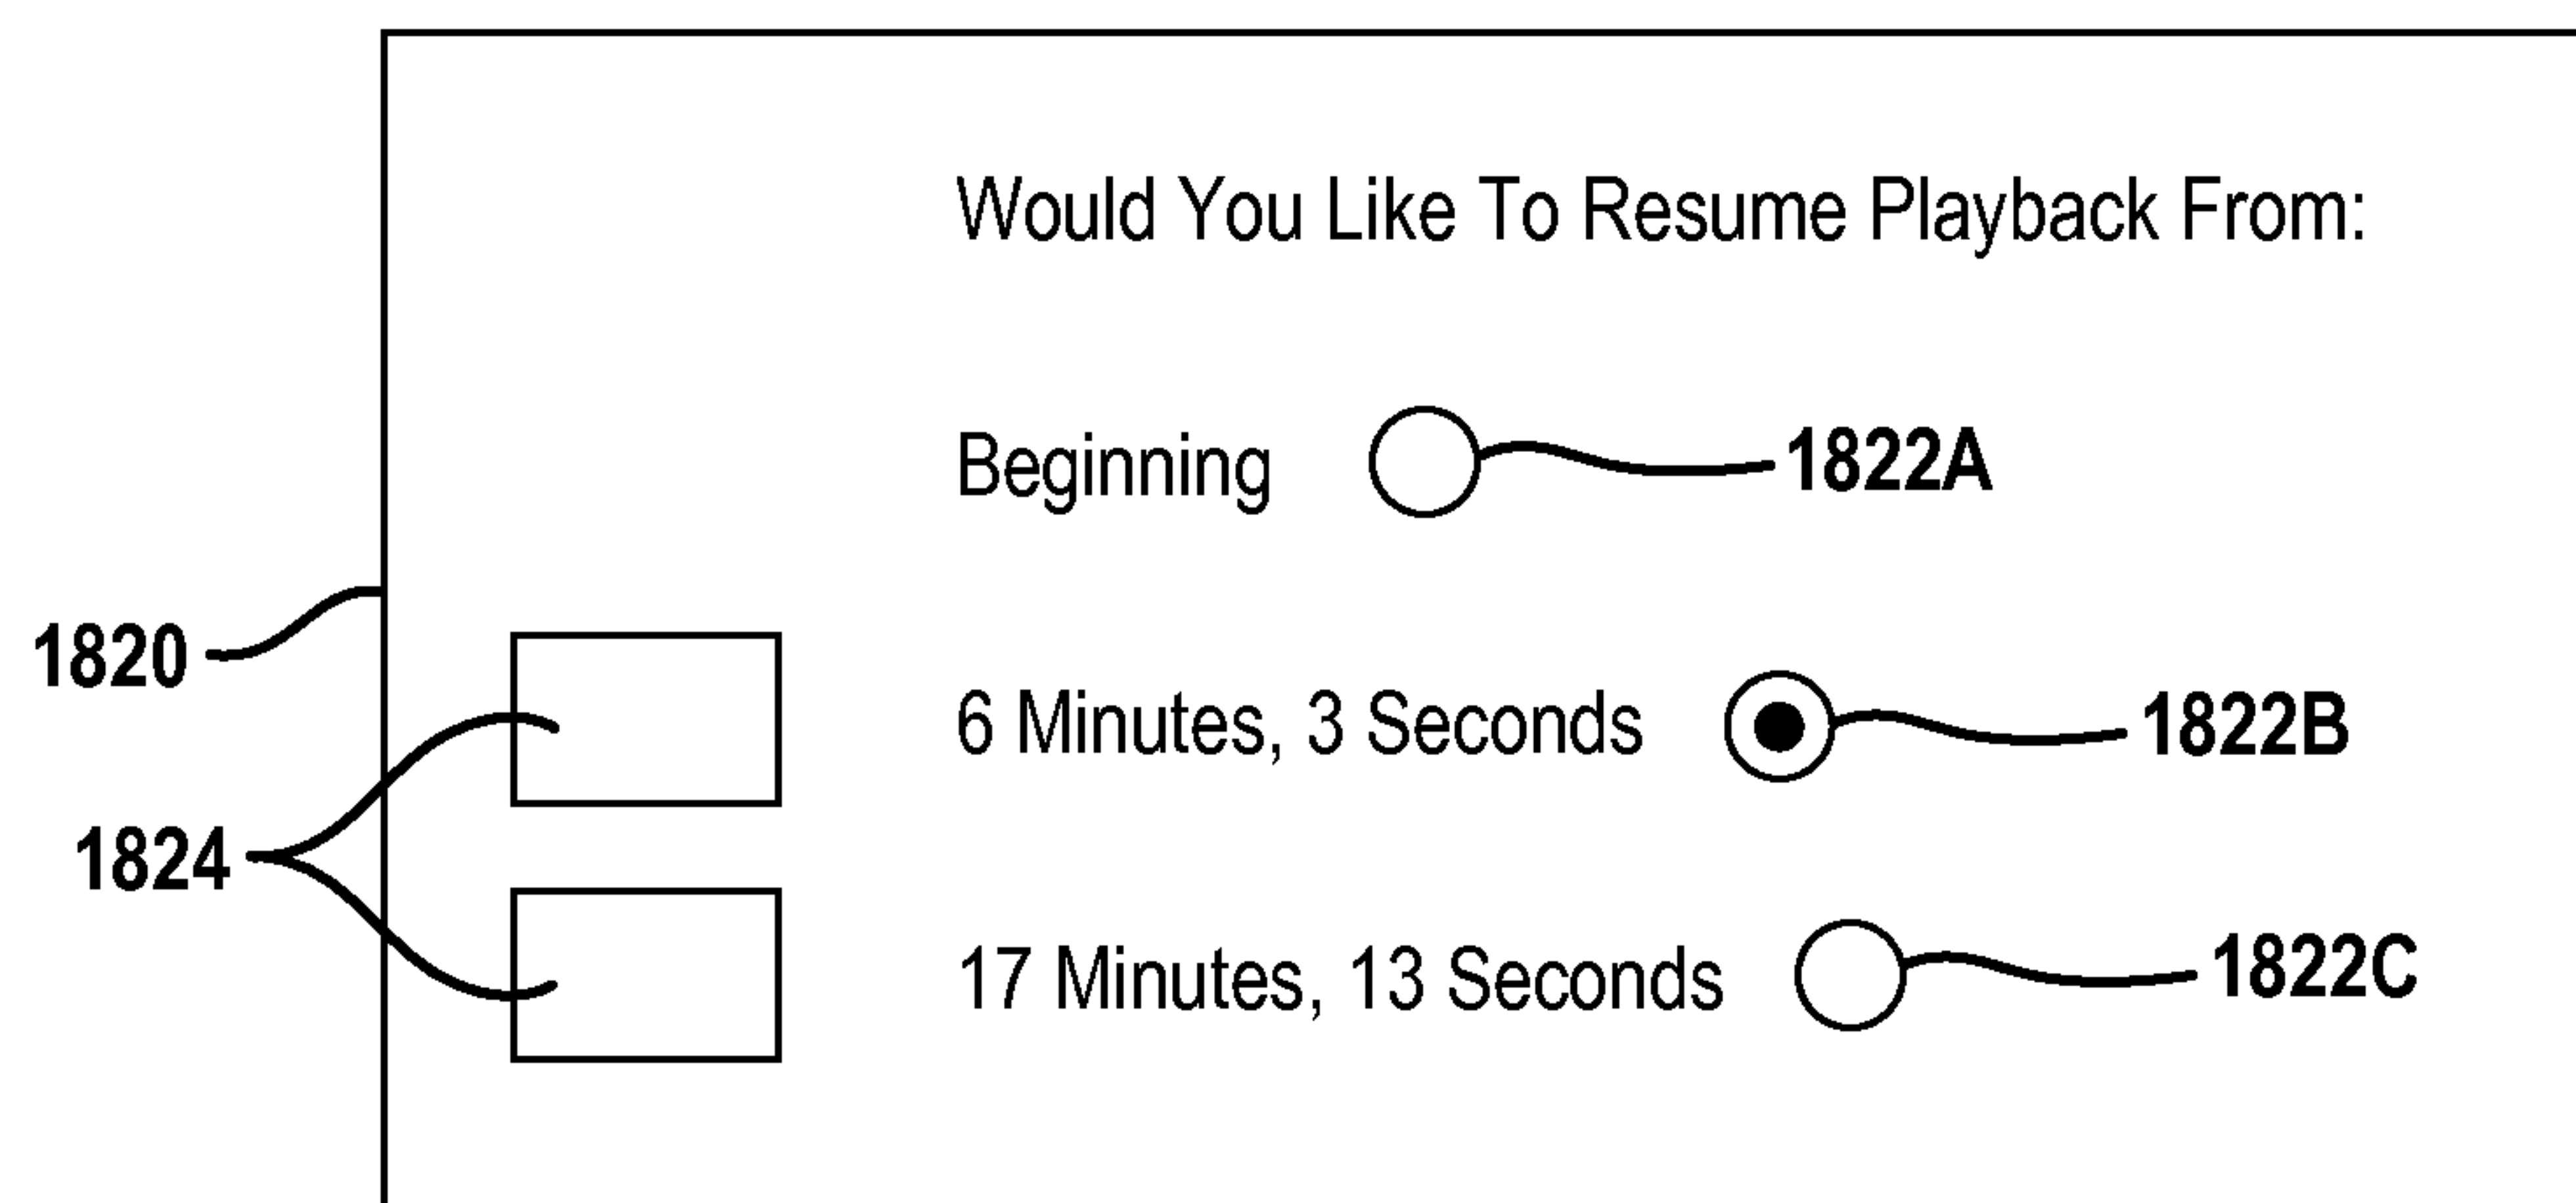 Would You Like To Resume Playback From:
Beginning 1822A
1820
6 Minutes, 3 Seconds 1822B
1824
17 Minutes, 13 Seconds 1822C